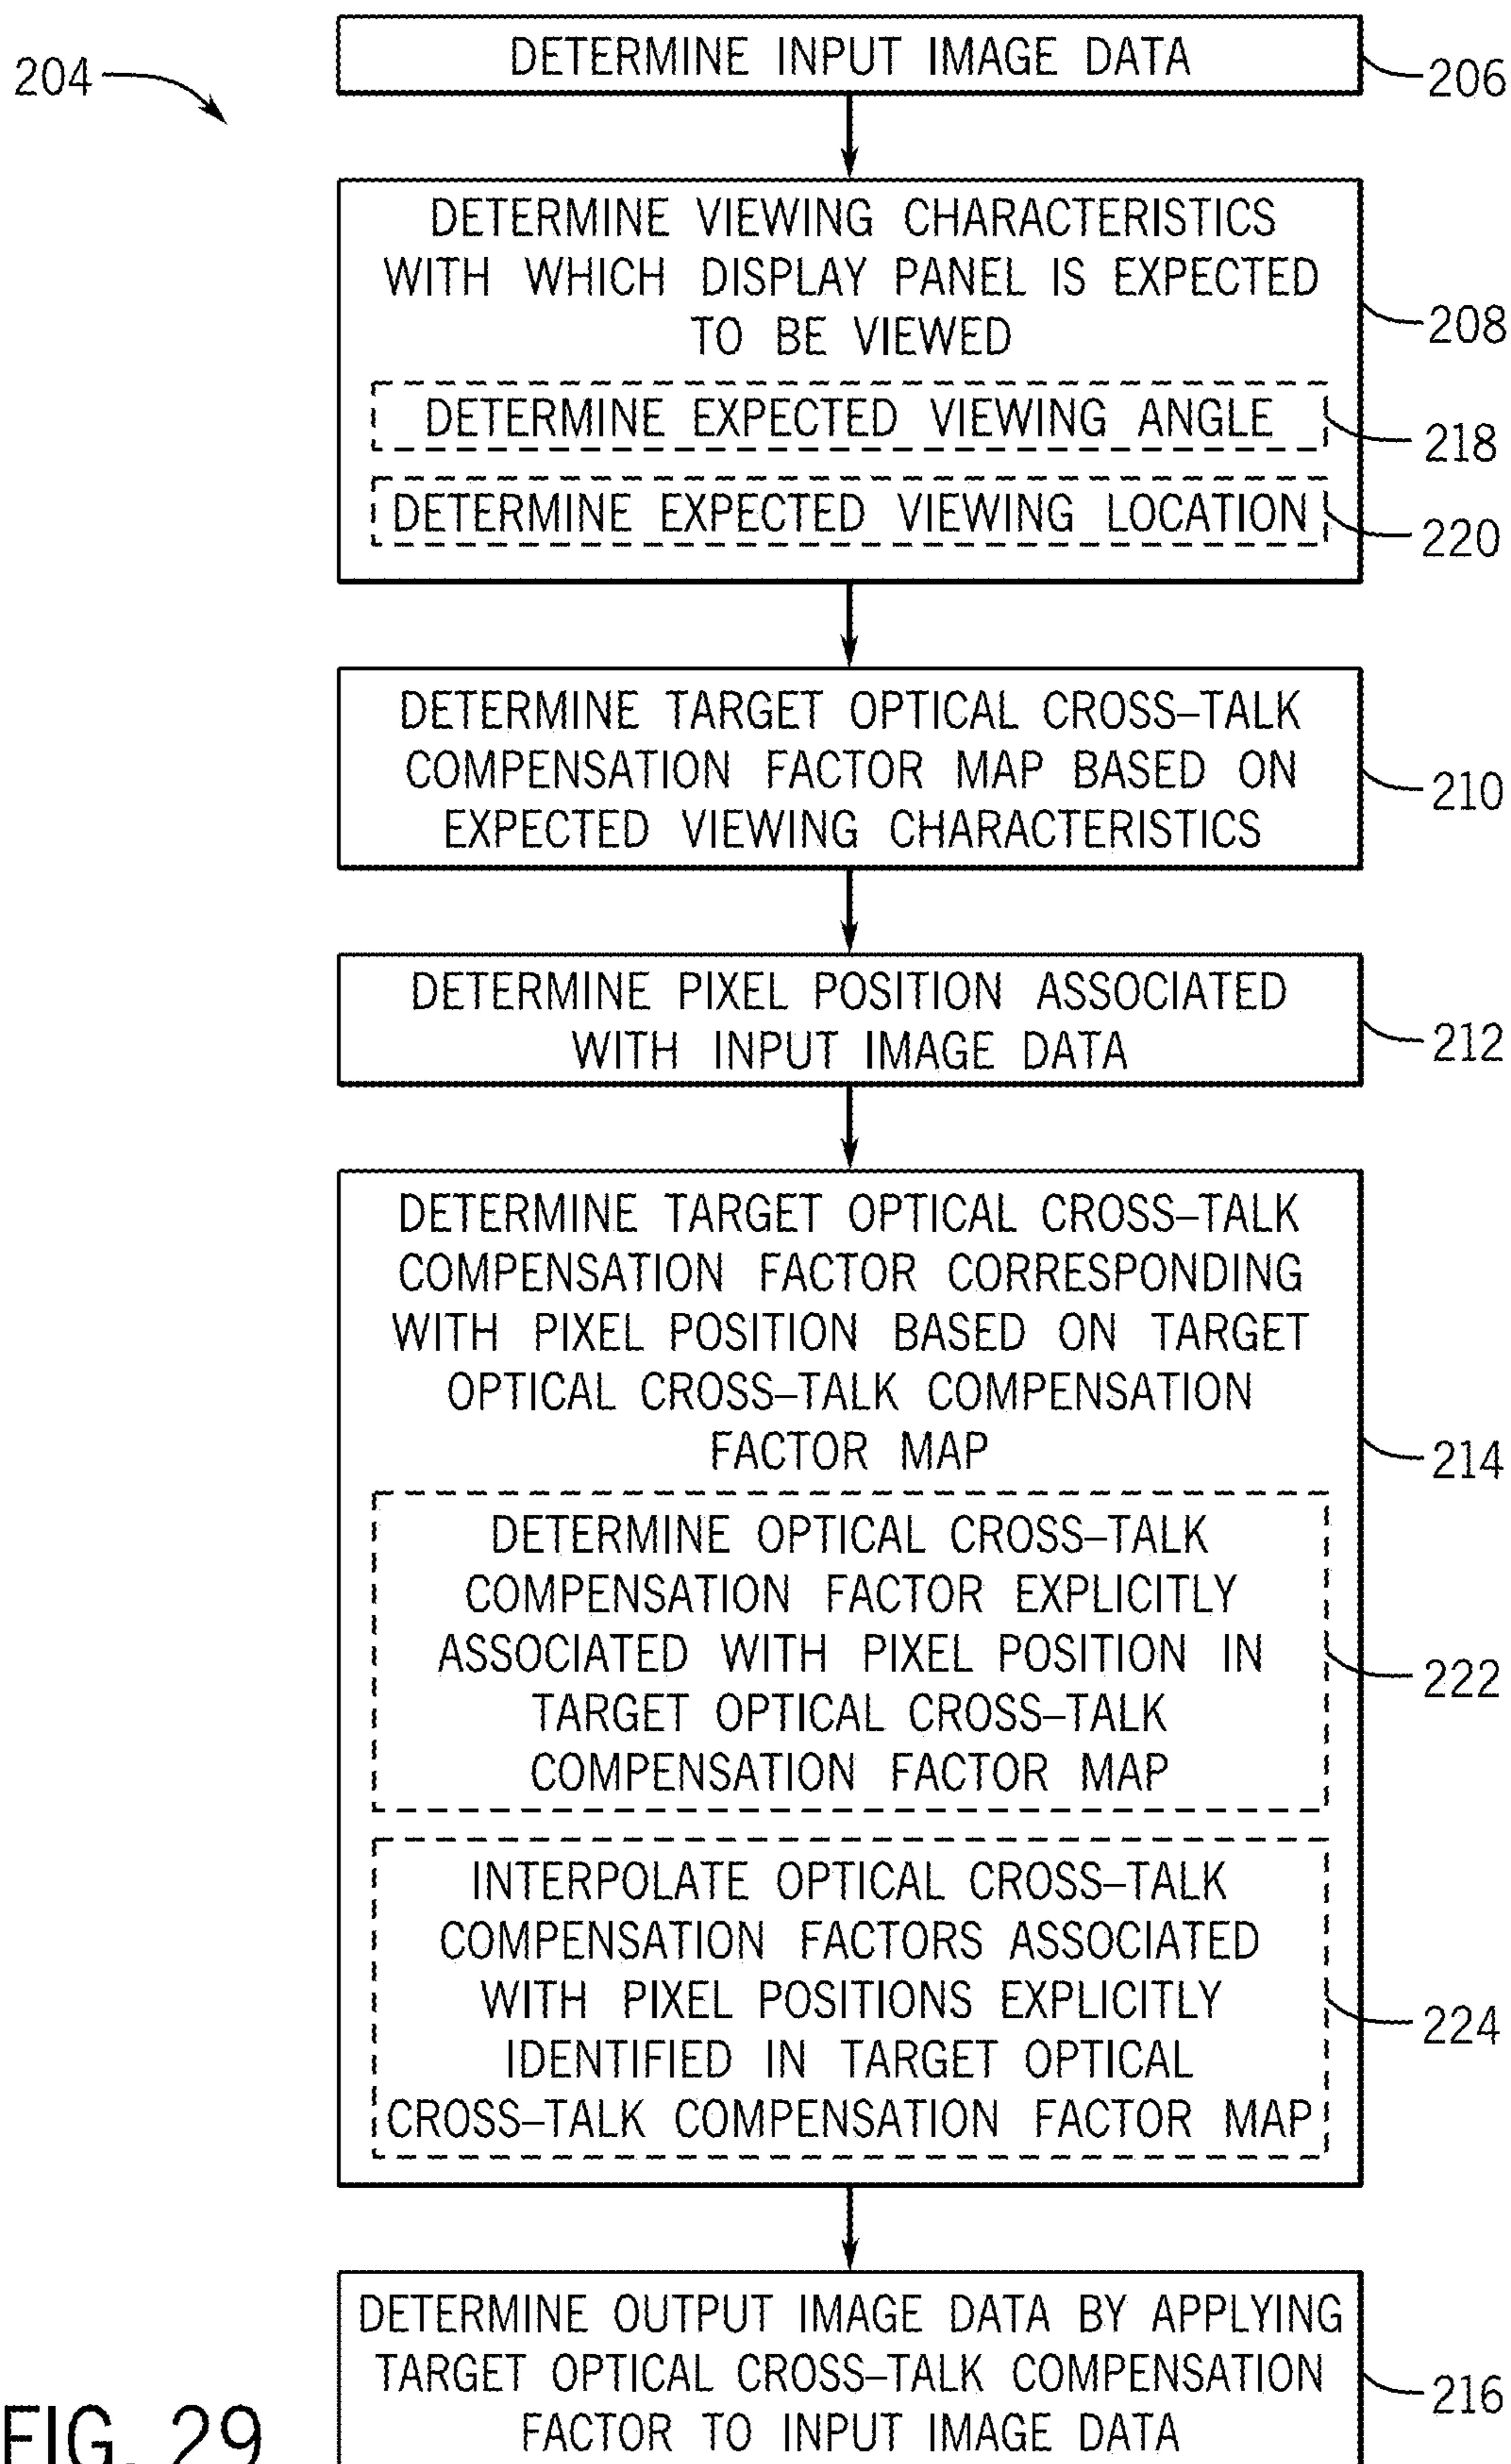 204
DETERMINE INPUT IMAGE DATA
206
DETERMINE VIEWING CHARACTERISTICS
WITH WHICH DISPLAY PANEL IS EXPECTED
TO BE VIEWED
208
DETERMINE EXPECTED VIEWING ANGLE
218
DETERMINE EXPECTED VIEWING LOCATION
220
DETERMINE TARGET OPTICAL CROSS–TALK
COMPENSATION FACTOR MAP BASED ON
EXPECTED VIEWING CHARACTERISTICS
210
DETERMINE PIXEL POSITION ASSOCIATED
WITH INPUT IMAGE DATA
212
DETERMINE TARGET OPTICAL CROSS–TALK
COMPENSATION FACTOR CORRESPONDING
WITH PIXEL POSITION BASED ON TARGET
OPTICAL CROSS–TALK COMPENSATION
FACTOR MAP
214
DETERMINE OPTICAL CROSS–TALK
COMPENSATION FACTOR EXPLICITLY
ASSOCIATED WITH PIXEL POSITION IN
TARGET OPTICAL CROSS–TALK
COMPENSATION FACTOR MAP
222
INTERPOLATE OPTICAL CROSS–TALK
COMPENSATION FACTORS ASSOCIATED
WITH PIXEL POSITIONS EXPLICITLY
IDENTIFIED IN TARGET OPTICAL
CROSS–TALK COMPENSATION FACTOR MAP
224
DETERMINE OUTPUT IMAGE DATA BY APPLYING
TARGET OPTICAL CROSS–TALK COMPENSATION
FACTOR TO INPUT IMAGE DATA
216
FIG. 29